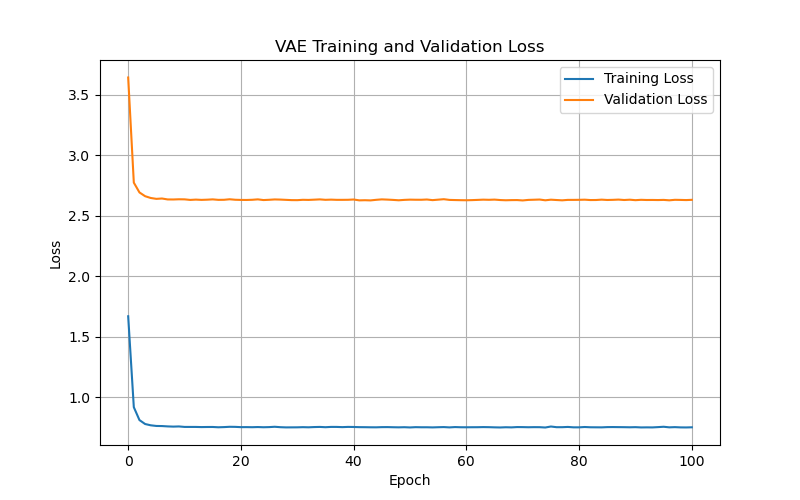 VAE Training and Validation Loss
Training Loss
Validation Loss
3.5
3.0
2.5
2.0
1.5
1.0
Loss
0 20 40 60 80 100
Epoch